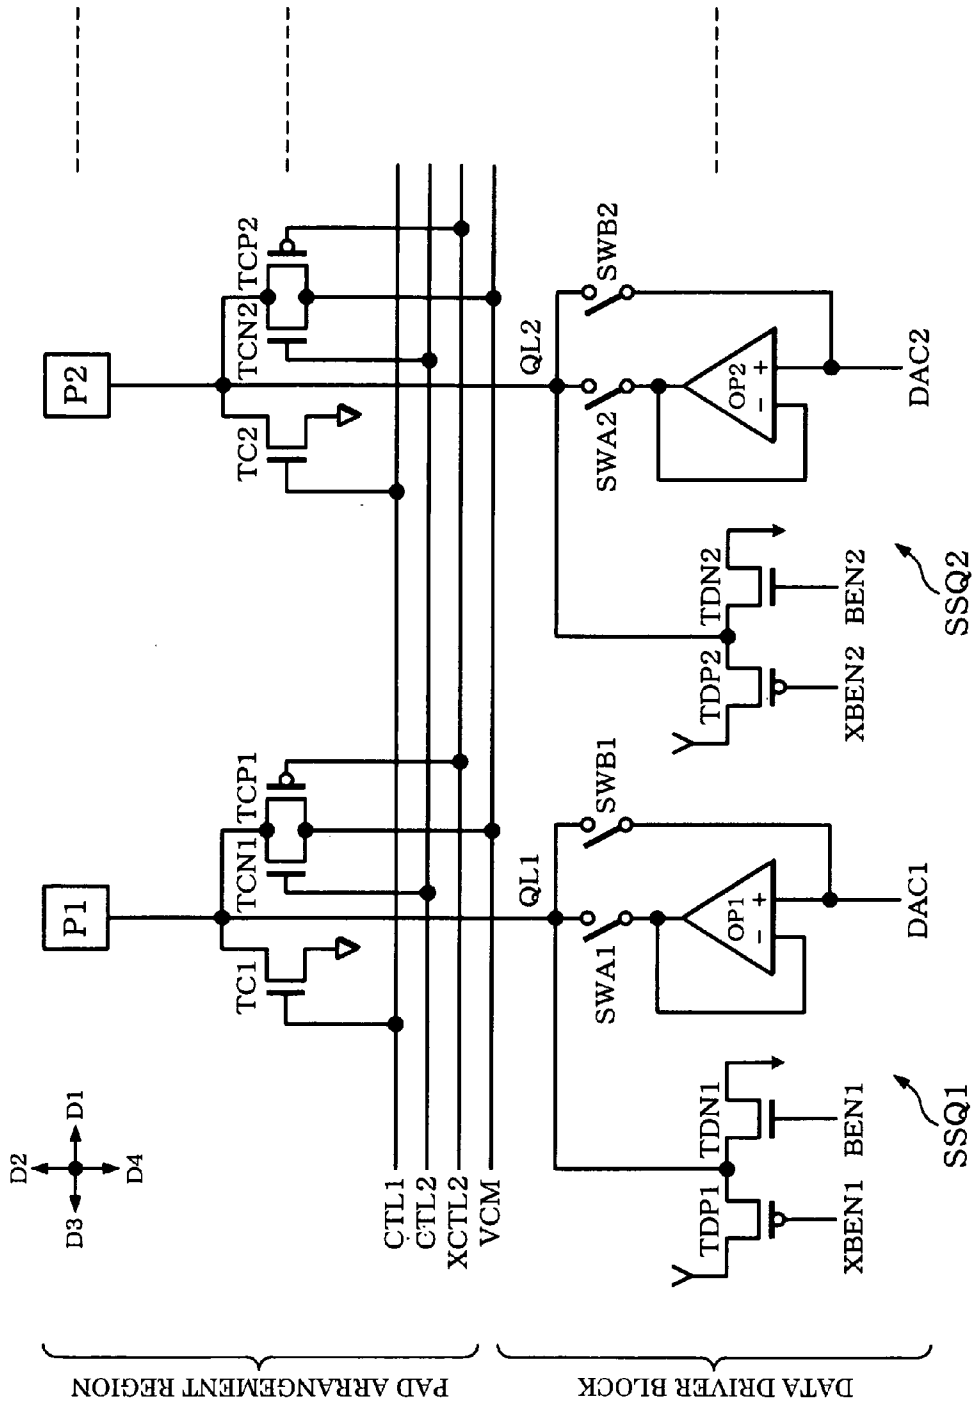 PAD ARRANGEMENT REGION
DATA DRIVER BLOCK
D2
D3
D1
D4
P1
P2
TC1
TCN1
TCP1
TC2
TCN2
TCP2
CTL1
CTL2
XCTL2
VCM
QL1
QL2
SWA1
SWB1
SWA2
SWB2
TDP1
TDN1
OP1
- +
TDP2
TDN2
OP2
- +
XBEN1
BEN1
DAC1
XBEN2
BEN2
DAC2
SSQ1
SSQ2